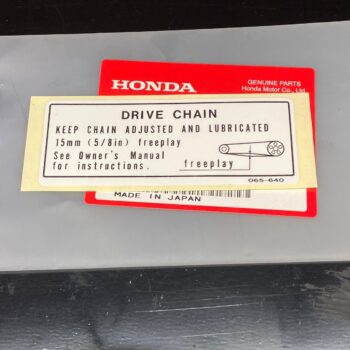 HONDA
GENUINE PARTS
Honda Motor Co., Ltd.
DRIVE CHAIN
KEEP CHAIN ADJUSTED AND LUBRICATED
15mm (5/8in) freeplay
See Owner's Manual
for instructions.
freeplay
065-640
MADE IN JAPAN